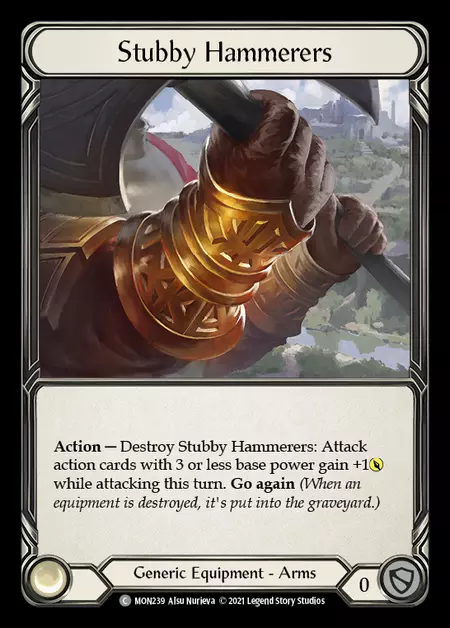 Stubby Hammerers
Action — Destroy Stubby Hammerers: Attack
action cards with 3 or less base power gain +1
while attacking this turn. Go again (When an
equipment is destroyed, it's put into the graveyard.)
Generic Equipment - Arms
0
C MON239 Alsu Nurieva © 2021 Legend Story Studios